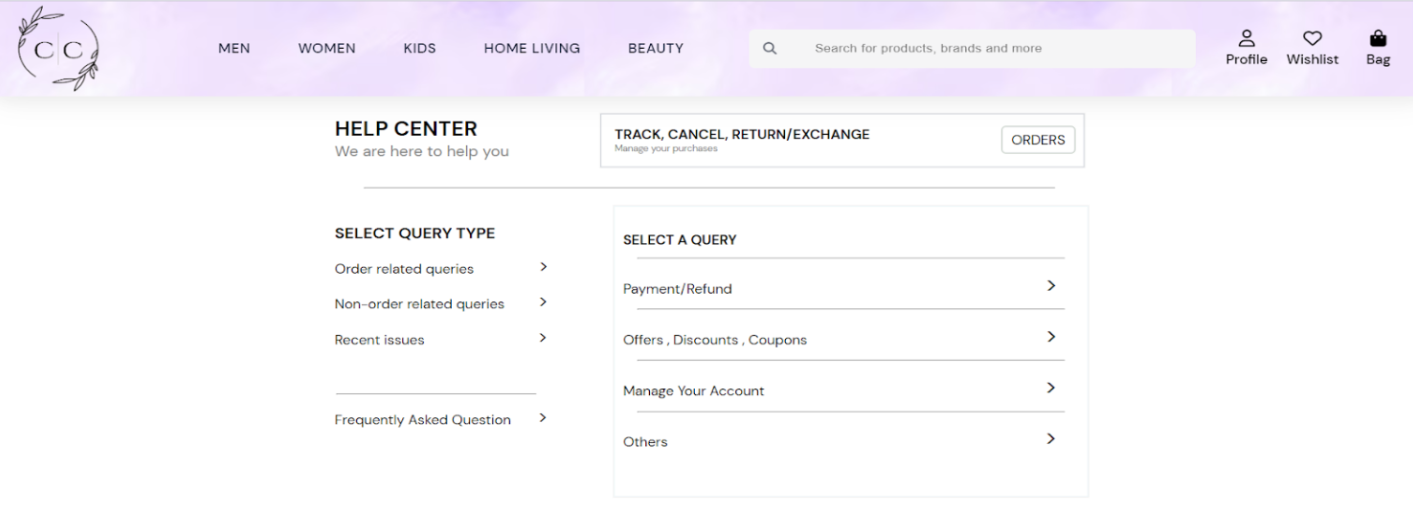 C C
MEN WOMEN KIDS HOME LIVING BEAUTY Search for products, brands and more Profile Wishlist Bag
HELP CENTER
We are here to help you
TRACK, CANCEL, RETURN/EXCHANGE
Manage your purchases
ORDERS
SELECT QUERY TYPE
Order related queries
Non-order related queries
Recent issues
Frequently Asked Question
SELECT A QUERY
Payment/Refund
Offers , Discounts , Coupons
Manage Your Account
Others